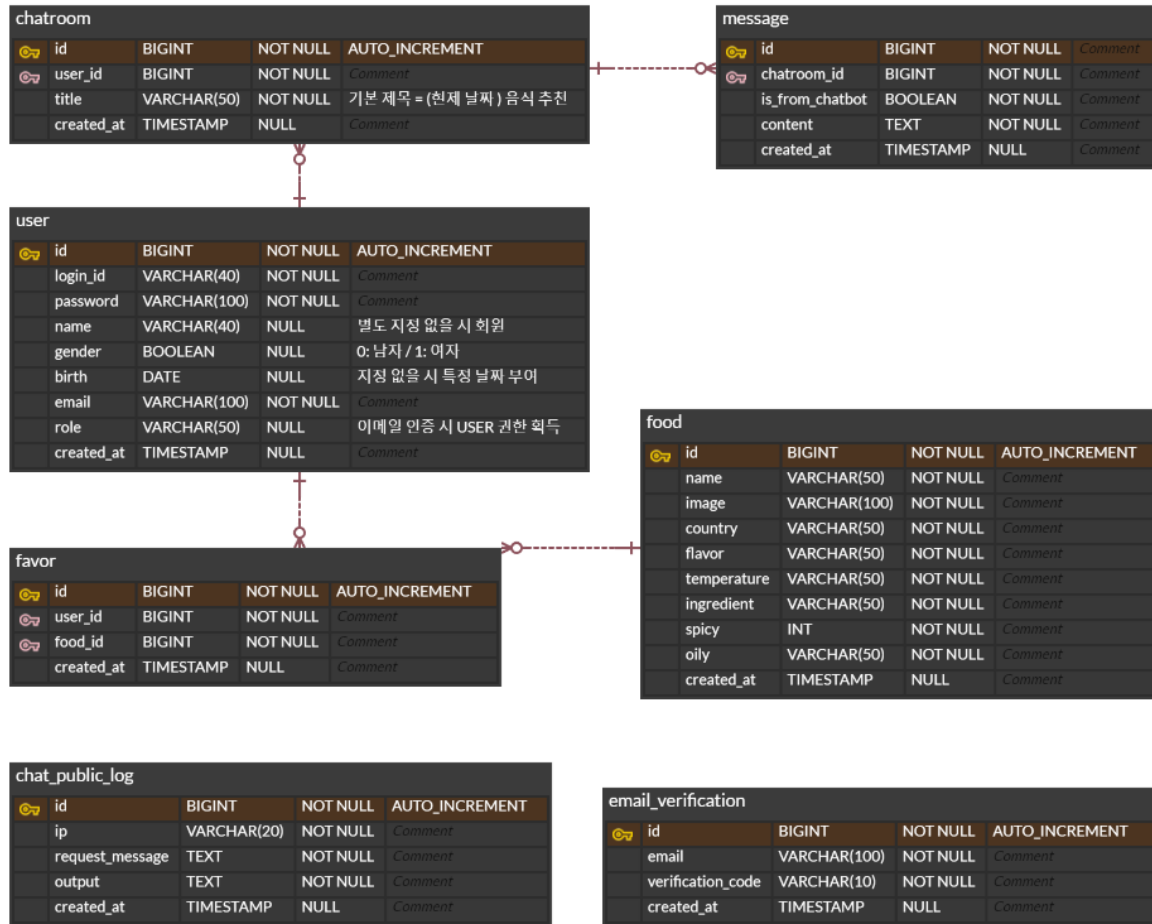 chatroom
id BIGINT NOT NULL AUTO_INCREMENT
user_id BIGINT NOT NULL Comment
title VARCHAR(50) NOT NULL 기본 제목 = (현제 날짜 ) 음식 추친
created_at TIMESTAMP NULL Comment
message
id BIGINT NOT NULL Comment
chatroom_id BIGINT NOT NULL Comment
is_from_chatbot BOOLEAN NOT NULL Comment
content TEXT NOT NULL Comment
created_at TIMESTAMP NULL Comment
user
id BIGINT NOT NULL AUTO_INCREMENT
login_id VARCHAR(40) NOT NULL Comment
password VARCHAR(100) NOT NULL Comment
name VARCHAR(40) NULL 별도 지정 없을 시 회원
gender BOOLEAN NULL 0: 남자 / 1: 여자
birth DATE NULL 지정 없을 시 특정 날짜 부여
email VARCHAR(100) NOT NULL Comment
role VARCHAR(50) NULL 이메일 인증 시 USER 권한 획득
created_at TIMESTAMP NULL Comment
food
id BIGINT NOT NULL AUTO_INCREMENT
name VARCHAR(50) NOT NULL Comment
image VARCHAR(100) NOT NULL Comment
country VARCHAR(50) NOT NULL Comment
flavor VARCHAR(50) NOT NULL Comment
temperature VARCHAR(50) NOT NULL Comment
ingredient VARCHAR(50) NOT NULL Comment
spicy INT NOT NULL Comment
oily VARCHAR(50) NOT NULL Comment
created_at TIMESTAMP NULL Comment
favor
id BIGINT NOT NULL AUTO_INCREMENT
user_id BIGINT NOT NULL Comment
food_id BIGINT NOT NULL Comment
created_at TIMESTAMP NULL Comment
chat_public_log
id BIGINT NOT NULL AUTO_INCREMENT
ip VARCHAR(20) NOT NULL Comment
request_message TEXT NOT NULL Comment
output TEXT NOT NULL Comment
created_at TIMESTAMP NULL Comment
email_verification
id BIGINT NOT NULL AUTO_INCREMENT
email VARCHAR(100) NOT NULL Comment
verification_code VARCHAR(10) NOT NULL Comment
created_at TIMESTAMP NULL Comment